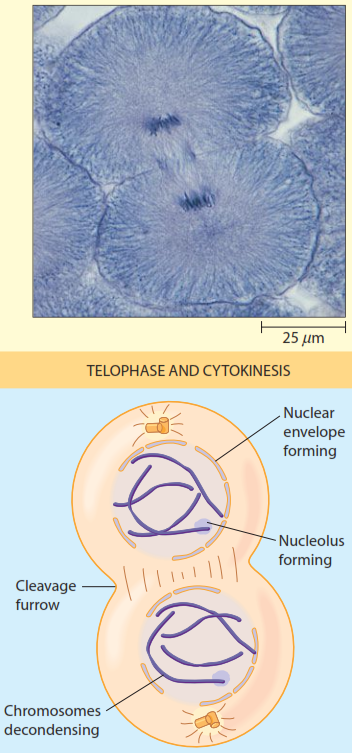 25 μm
TELOPHASE AND CYTOKINESIS
Nuclear
envelope
forming
Nucleolus
forming
Cleavage
furrow
Chromosomes
decondensing